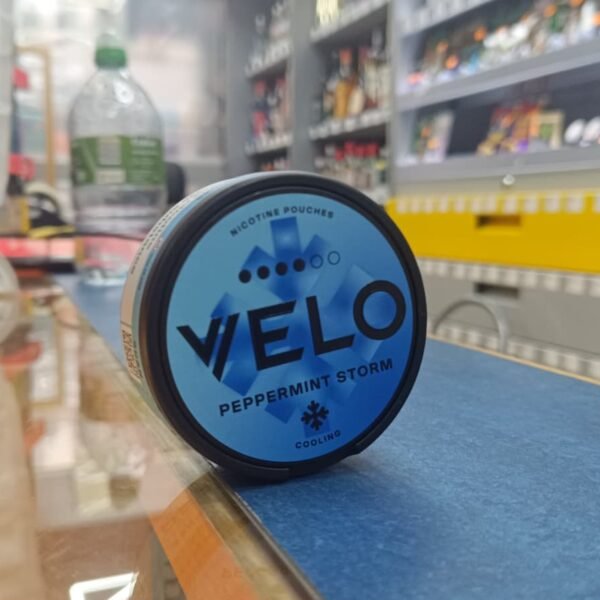 NICOTINE POUCHES
VELO
PEPPERMINT STORM
COOLING